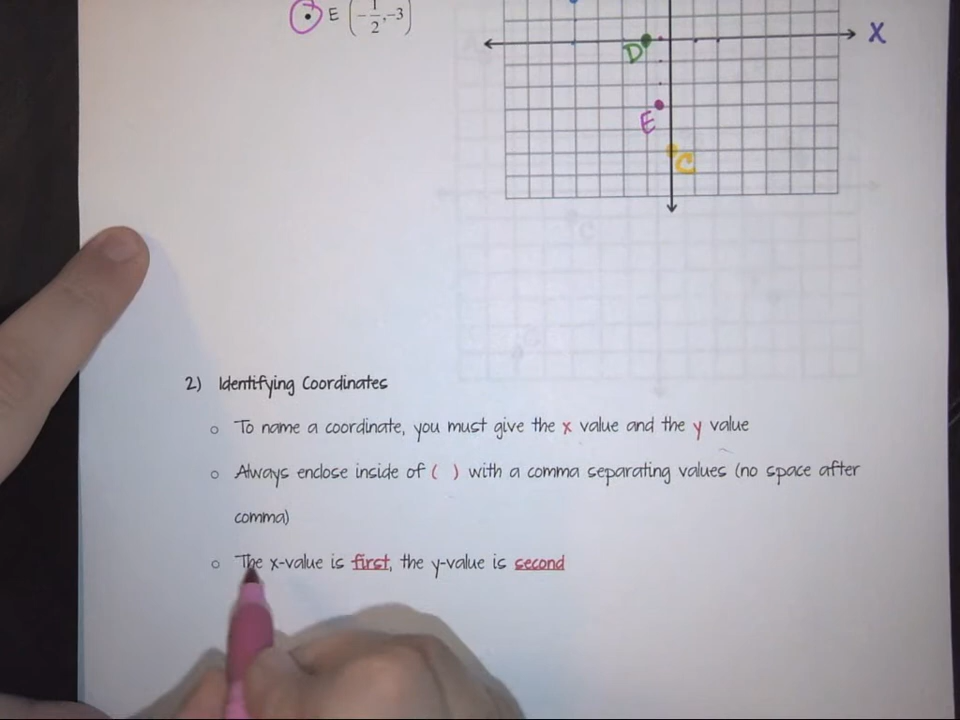 E (-1/2,-3)
X
D
E
C
2) Identifying Coordinates
o To name a coordinate, you must give the x value and the y value
o Always enclose inside of ( ) with a comma separating values (no space after
comma)
o The x-value is first, the y-value is second